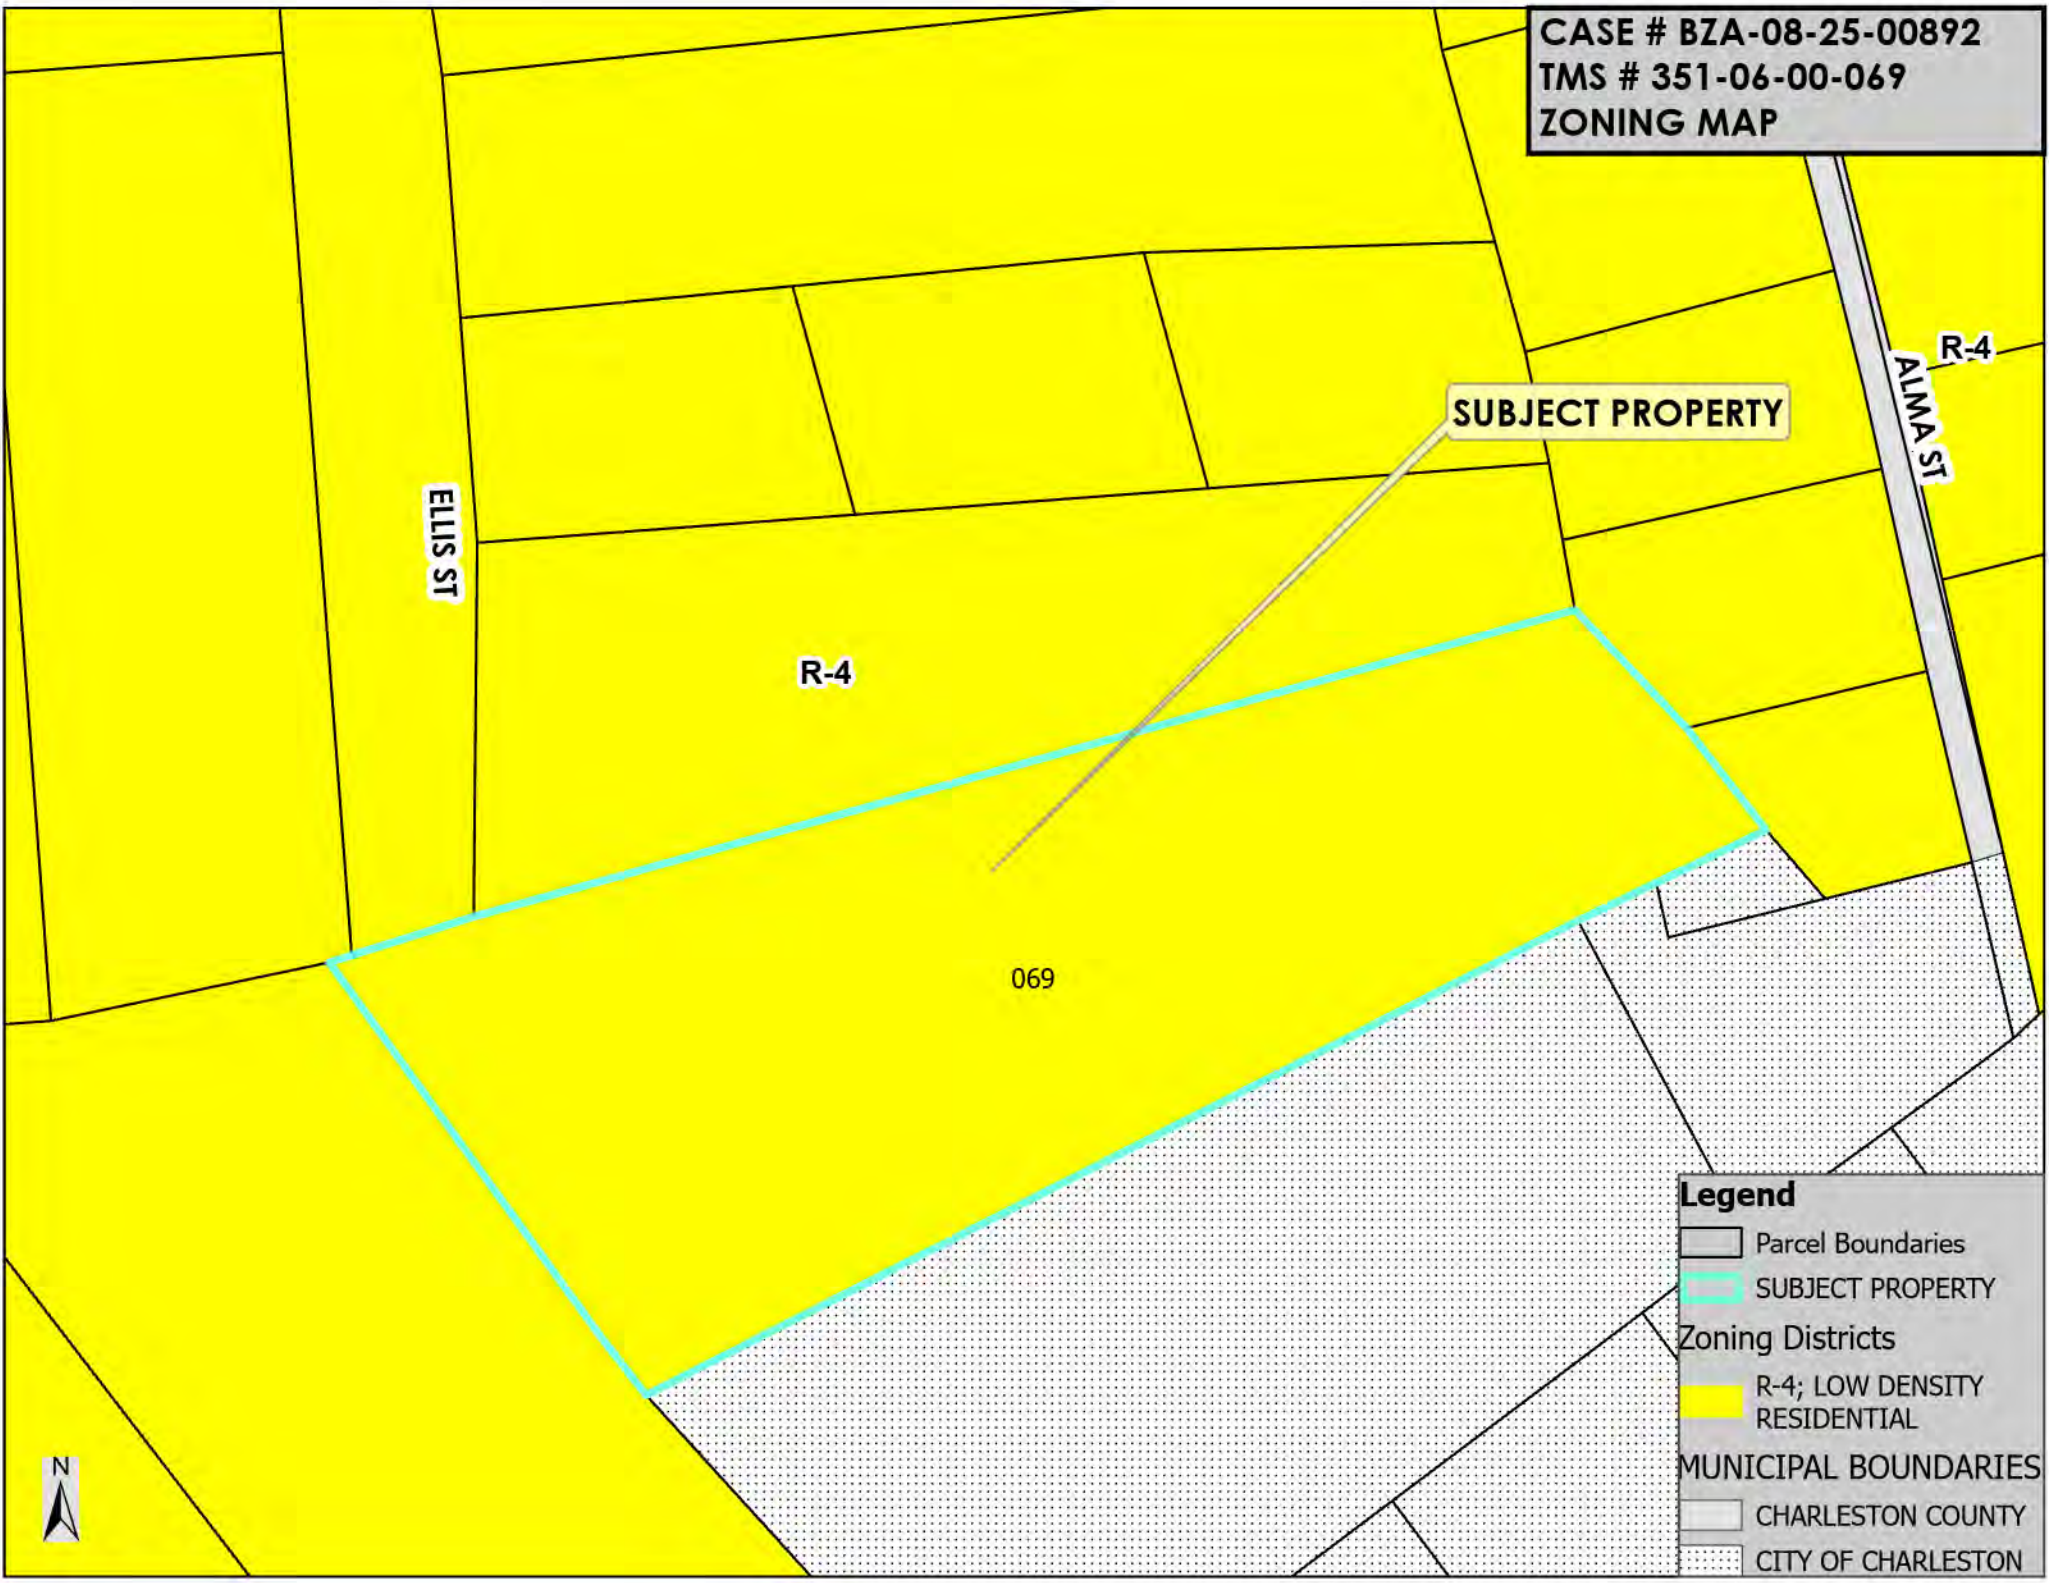 CASE # BZA-08-25-00892
TMS # 351-06-00-069
ZONING MAP
R-4
ALMA ST
SUBJECT PROPERTY
ELLIS ST
R-4
069
Legend
Parcel Boundaries
SUBJECT PROPERTY
Zoning Districts
R-4; LOW DENSITY
RESIDENTIAL
MUNICIPAL BOUNDARIES
CHARLESTON COUNTY
CITY OF CHARLESTON
N